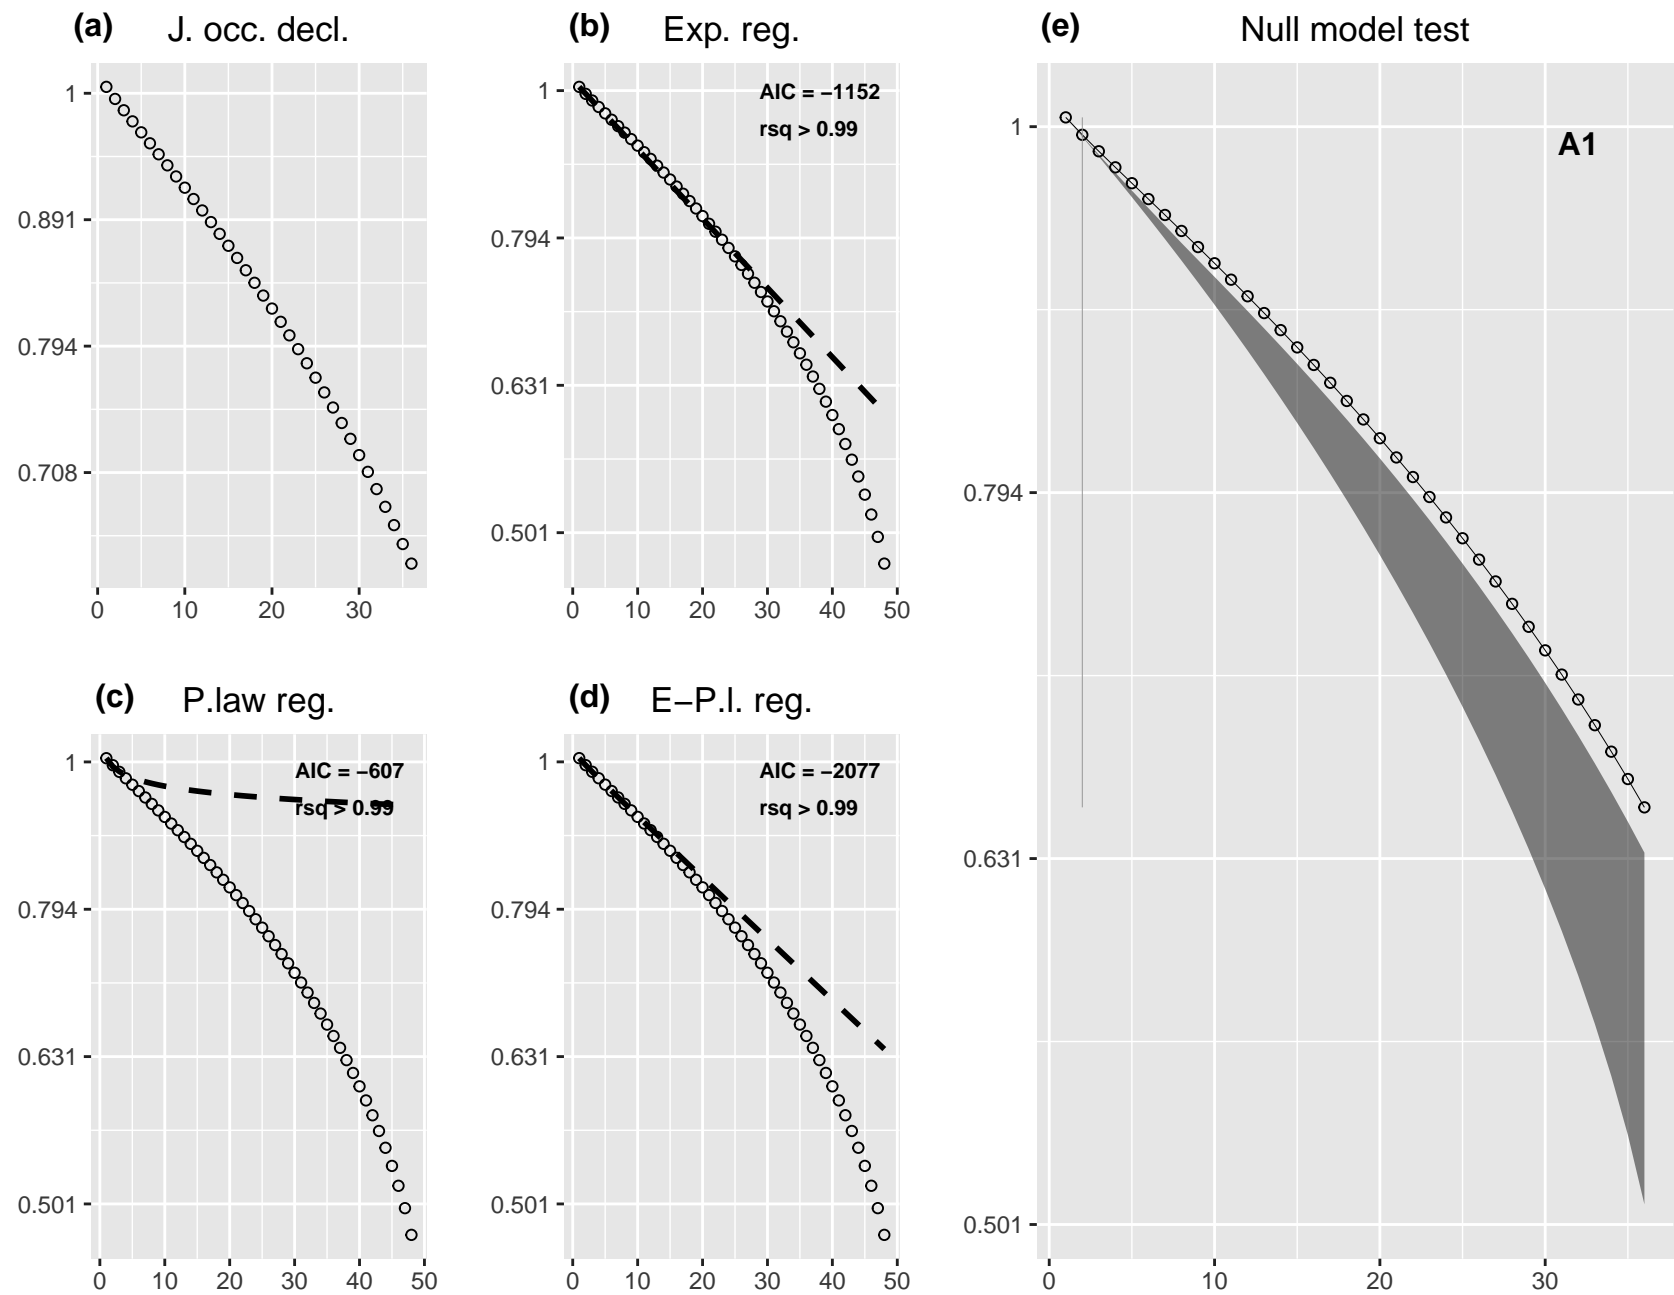 (a) J. occ. decl.
1
0.891
0.794
0.708
0 10 20 30
(b) Exp. reg.
AIC = −1152
rsq > 0.99
1
0.794
0.631
0.501
0 10 20 30 40 50
(c) P.law reg.
AIC = −607
rsq > 0.99
1
0.794
0.631
0.501
0 10 20 30 40 50
(d) E−P.l. reg.
AIC = −2077
rsq > 0.99
1
0.794
0.631
0.501
0 10 20 30 40 50
(e) Null model test
A1
1
0.794
0.631
0.501
0 10 20 30